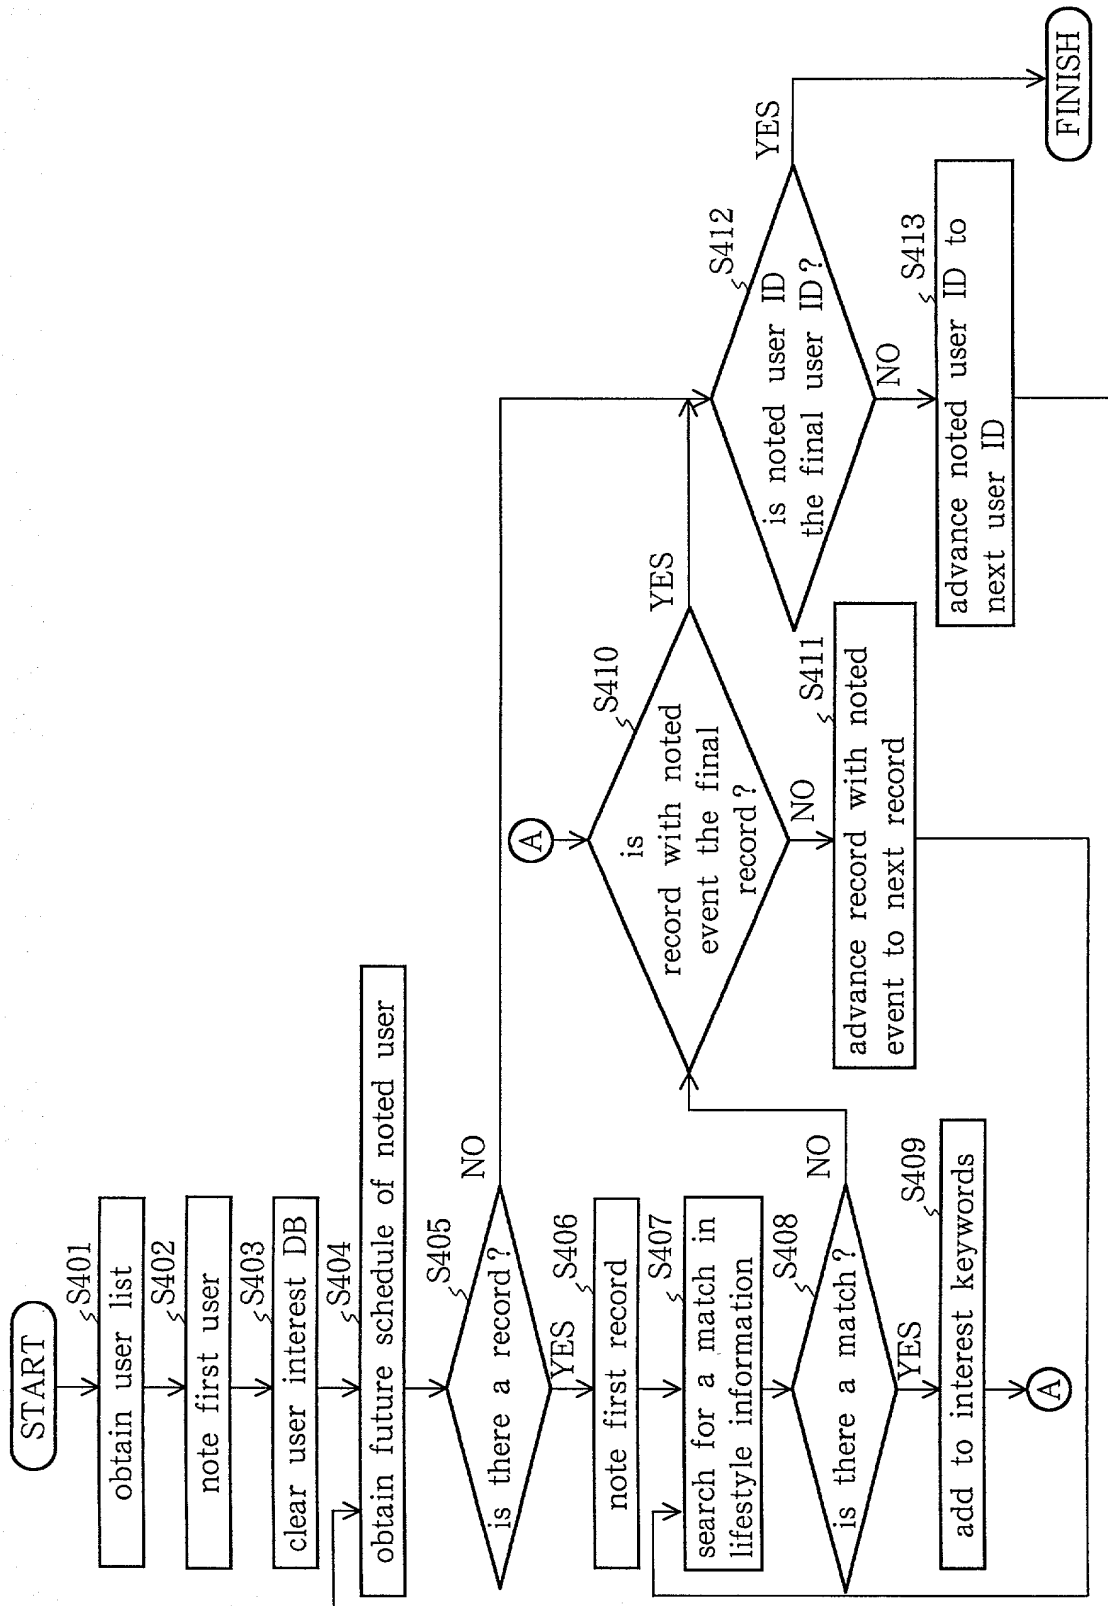 START
S401
obtain user list
S402
note first user
S403
clear user interest DB
S404
obtain future schedule of noted user
S405
is there a record?
NO
YES
S406
note first record
S407
search for a match in
lifestyle information
S408
is there a match?
NO
YES
S409
add to interest keywords
A
A
S410
is
record with noted
event the final
record?
YES
NO
S411
advance record with noted
event to next record
S412
is noted user ID
the final user ID?
YES
NO
S413
advance noted user ID to
next user ID
FINISH